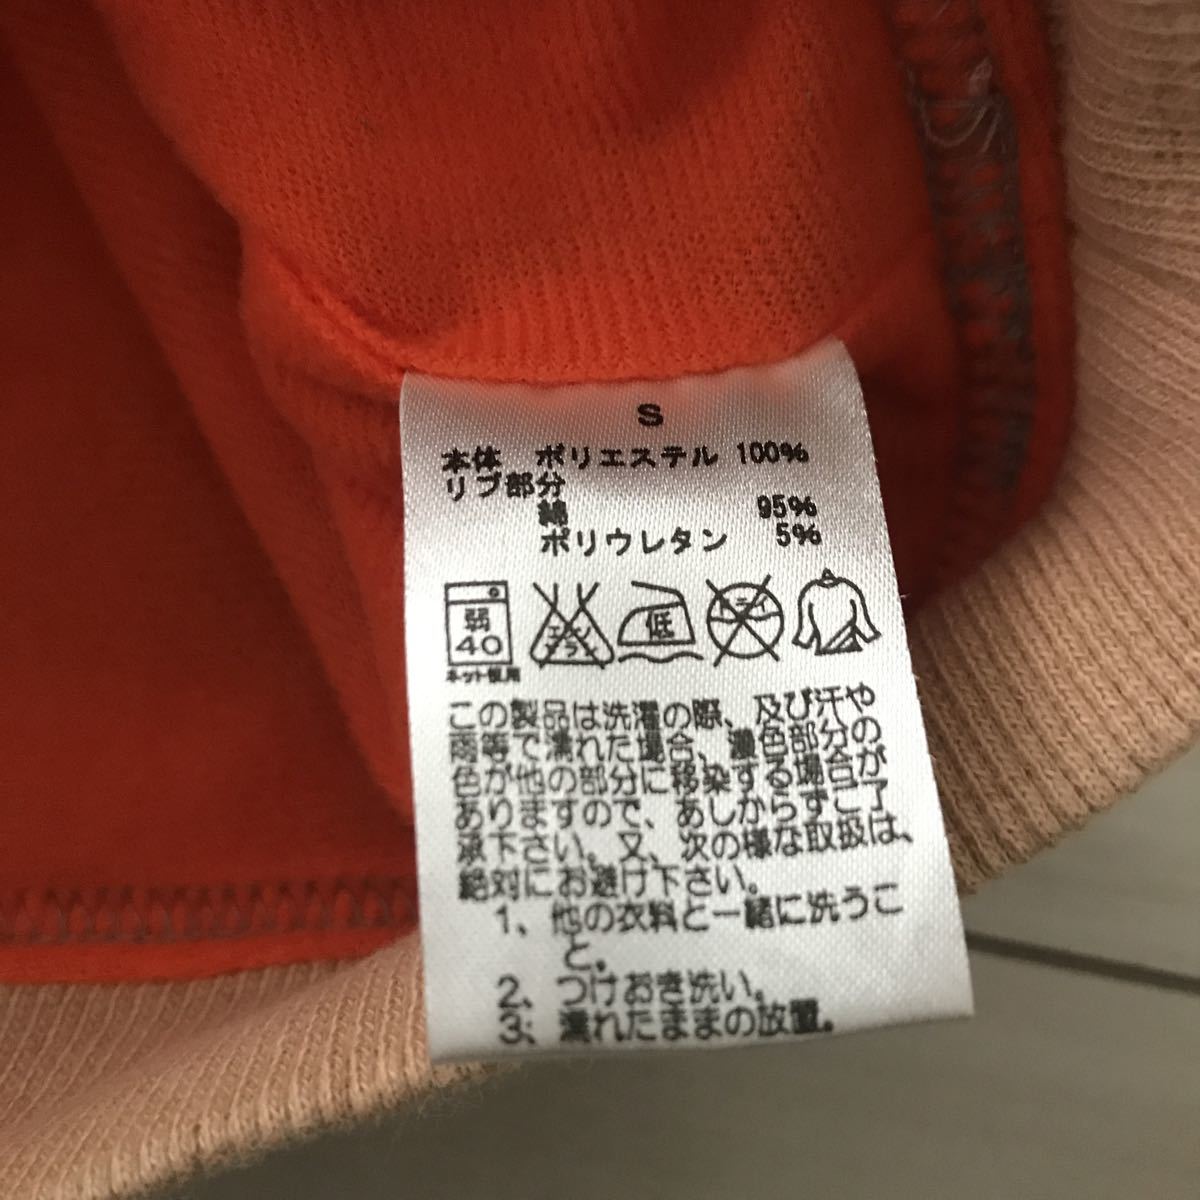 S
本体 ポリエステル 100%
リブ部分
綿 95%
ポリウレタン 5%
弱 40
エンソ
低
ドライ
ネット使用
この製品は洗濯の際、及び汗や
雨等で濡れた場合、濃色部分の
色が他の部分に移染する場合が
ありますので、あしからずご了
承下さい。又、次の様な取扱は、
絶対にお避け下さい。
1、他の衣料と一緒に洗うこ
と。
2、つけおき洗い。
3、濡れたままの放置。